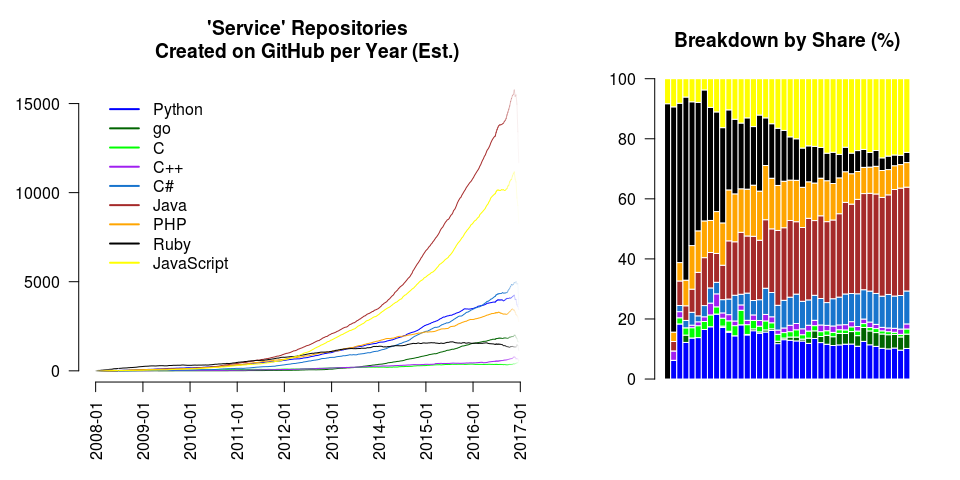 'Service' Repositories
Created on GitHub per Year (Est.)
15000
10000
5000
0
Python
go
C
C++
C#
Java
PHP
Ruby
JavaScript
2008-01
2009-01
2010-01
2011-01
2012-01
2013-01
2014-01
2015-01
2016-01
2017-01
Breakdown by Share (%)
100
80
60
40
20
0